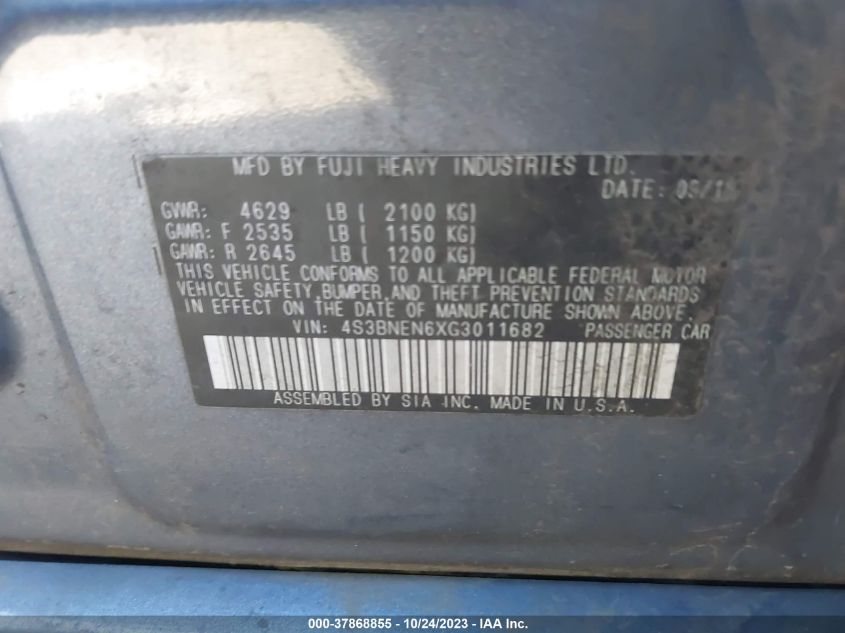 MFD BY FUJI HEAVY INDUSTRIES LTD.
DATE: 09/15
GVWR: 4629 LB ( 2100 KG)
GAWR: F 2535 LB ( 1150 KG)
GAWR: R 2645 LB ( 1200 KG)
THIS VEHICLE CONFORMS TO ALL APPLICABLE FEDERAL MOTOR
VEHICLE SAFETY,BUMPER,AND THEFT PREVENTION STANDARDS
IN EFFECT ON THE DATE OF MANUFACTURE SHOWN ABOVE.
VIN: 4S3BNEN6XG3011682 PASSENGER CAR
ASSEMBLED BY SIA INC. MADE IN U.S.A.
000-37868855 - 10/24/2023 - IAA Inc.